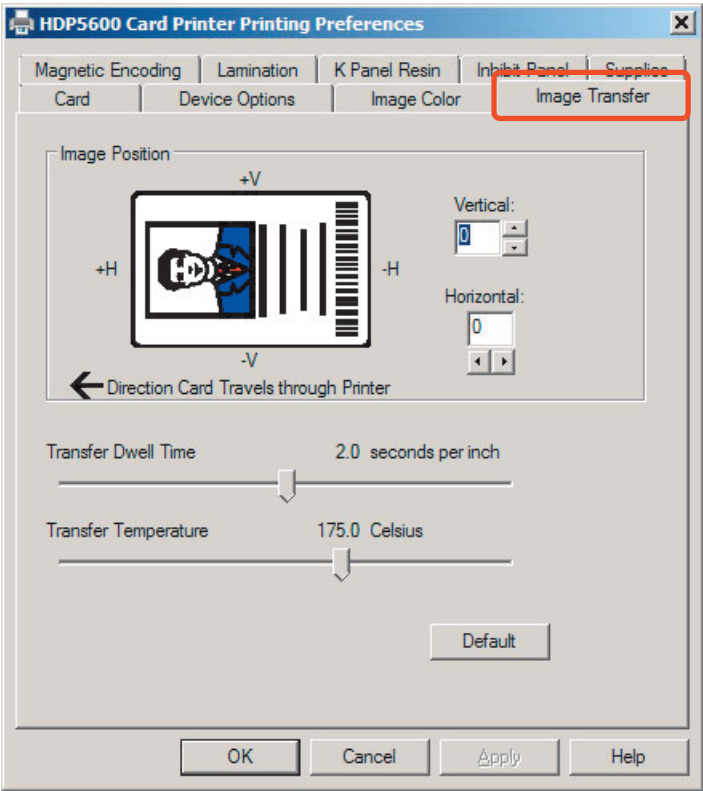 HDP5600 Card Printer Printing Preferences
Magnetic Encoding Lamination K Panel Resin Inhibit Panel Supplies
Card Device Options Image Color Image Transfer
Image Position
+V
Vertical:
0
+H -H
Horizontal:
0
-V
Direction Card Travels through Printer
Transfer Dwell Time 2.0 seconds per inch
Transfer Temperature 175.0 Celsius
Default
OK Cancel Apply Help